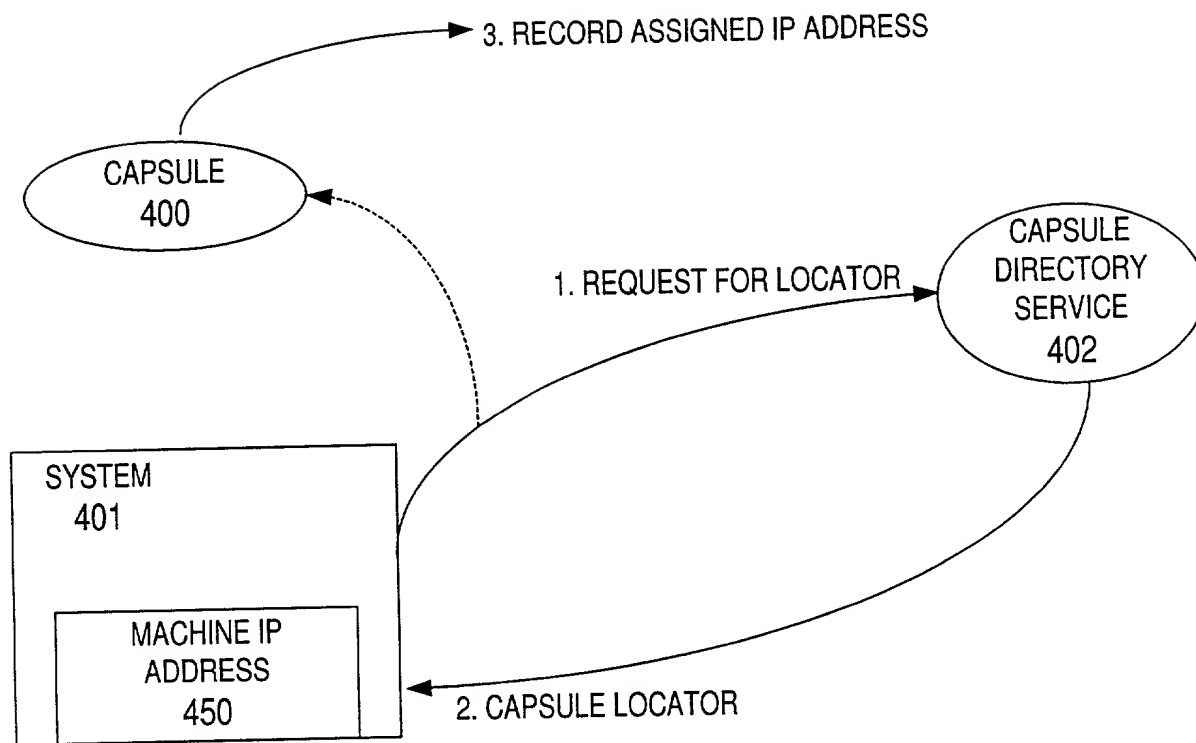 3. RECORD ASSIGNED IP ADDRESS
CAPSULE
400
1. REQUEST FOR LOCATOR
CAPSULE
DIRECTORY
SERVICE
402
SYSTEM
401
MACHINE IP
ADDRESS
450
2. CAPSULE LOCATOR